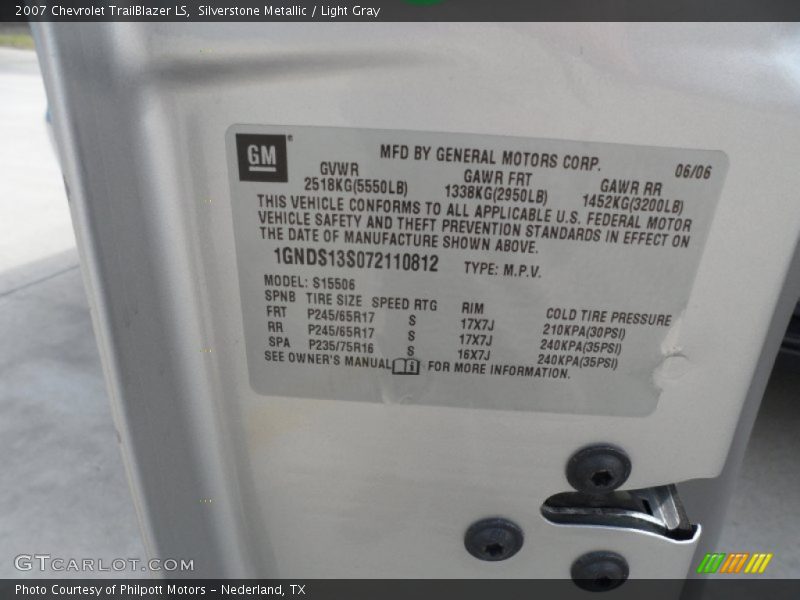 2007 Chevrolet TrailBlazer LS, Silverstone Metallic / Light Gray
GM
MFD BY GENERAL MOTORS CORP. 06/06
GVWR GAWR FRT GAWR RR
2518KG(5550LB) 1338KG(2950LB) 1452KG(3200LB)
THIS VEHICLE CONFORMS TO ALL APPLICABLE U.S. FEDERAL MOTOR
VEHICLE SAFETY AND THEFT PREVENTION STANDARDS IN EFFECT ON
THE DATE OF MANUFACTURE SHOWN ABOVE.
1GNDS13S072110812 TYPE: M.P.V.
MODEL: S15506
SPNB TIRE SIZE SPEED RTG RIM COLD TIRE PRESSURE
FRT P245/65R17 S 17X7J 210KPA(30PSI)
RR P245/65R17 S 17X7J 240KPA(35PSI)
SPA P235/75R16 S 16X7J 240KPA(35PSI)
SEE OWNER'S MANUAL FOR MORE INFORMATION.
GTCARLOT.COM
Photo Courtesy of Philpott Motors - Nederland, TX